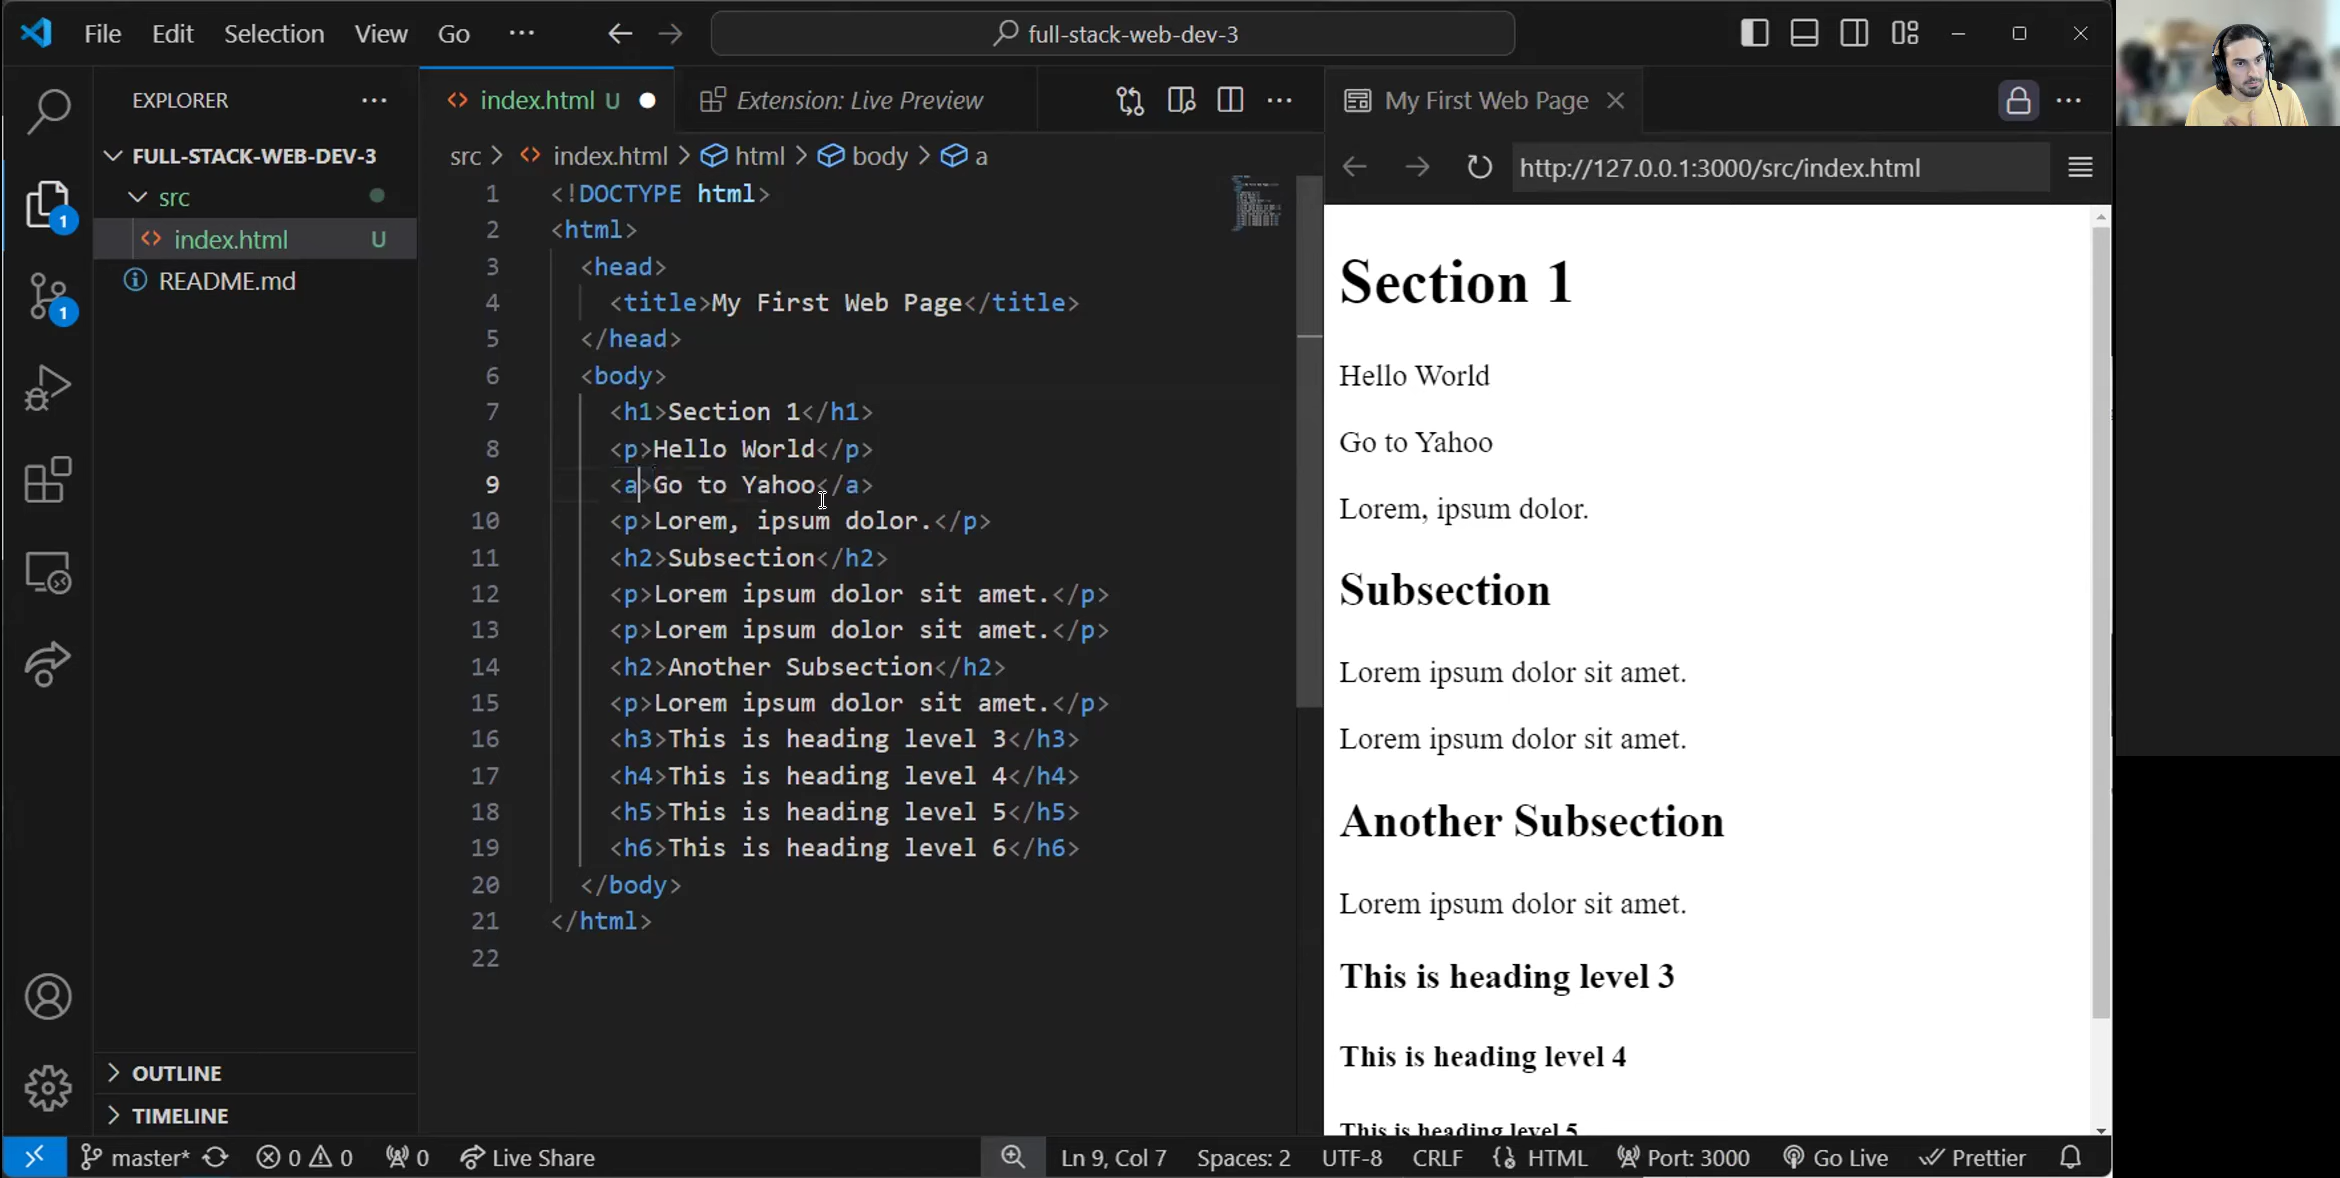 File Edit Selection View Go ··· full-stack-web-dev-3
EXPLORER ···
FULL-STACK-WEB-DEV-3
src
index.html U
README.md
OUTLINE
TIMELINE
1
1
index.html U Extension: Live Preview ···
src > index.html > html > body > a
1 <!DOCTYPE html>
2 <html>
3 <head>
4 <title>My First Web Page</title>
5 </head>
6 <body>
7 <h1>Section 1</h1>
8 <p>Hello World</p>
9 <a>Go to Yahoo</a>
10 <p>Lorem, ipsum dolor.</p>
11 <h2>Subsection</h2>
12 <p>Lorem ipsum dolor sit amet.</p>
13 <p>Lorem ipsum dolor sit amet.</p>
14 <h2>Another Subsection</h2>
15 <p>Lorem ipsum dolor sit amet.</p>
16 <h3>This is heading level 3</h3>
17 <h4>This is heading level 4</h4>
18 <h5>This is heading level 5</h5>
19 <h6>This is heading level 6</h6>
20 </body>
21 </html>
22
My First Web Page ···
http://127.0.0.1:3000/src/index.html
Section 1
Hello World
Go to Yahoo
Lorem, ipsum dolor.
Subsection
Lorem ipsum dolor sit amet.
Lorem ipsum dolor sit amet.
Another Subsection
Lorem ipsum dolor sit amet.
This is heading level 3
This is heading level 4
This is heading level 5
master* 0 0 0 Live Share Ln 9, Col 7 Spaces: 2 UTF-8 CRLF HTML Port: 3000 Go Live Prettier